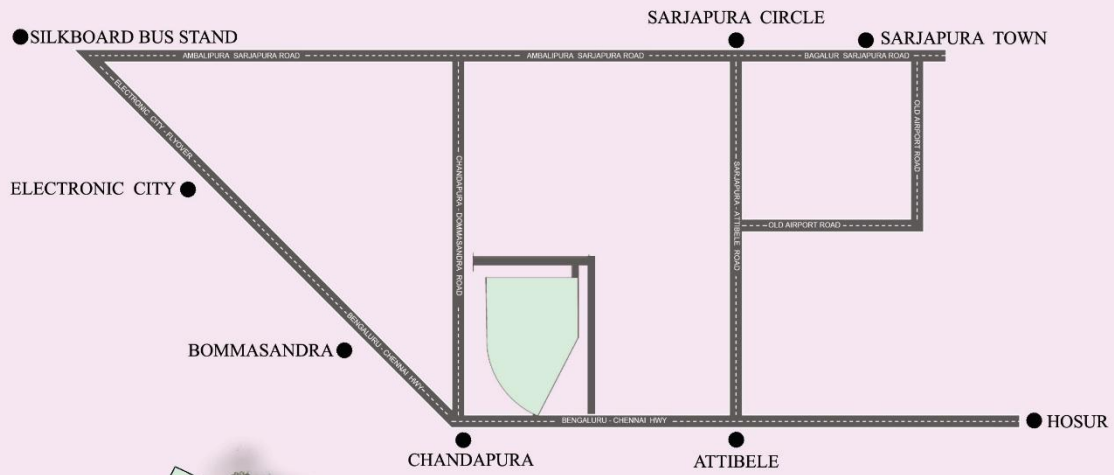 SARJAPURA CIRCLE
SILKBOARD BUS STAND
SARJAPURA TOWN
AMBALIPURA SARJAPURA ROAD
AMBALIPURA SARJAPURA ROAD
BAGALUR SARJAPURA ROAD
ELECTRONIC CITY - FLYOVER
OLD AIRPORT ROAD
CHANDAPURA - DOMMASANDRA ROAD
SARJAPURA - ATTIBELE ROAD
ELECTRONIC CITY
OLD AIRPORT ROAD
BOMMASANDRA
BENGALURU - CHENNAI HWY
BENGALURU - CHENNAI HWY
HOSUR
CHANDAPURA
ATTIBELE